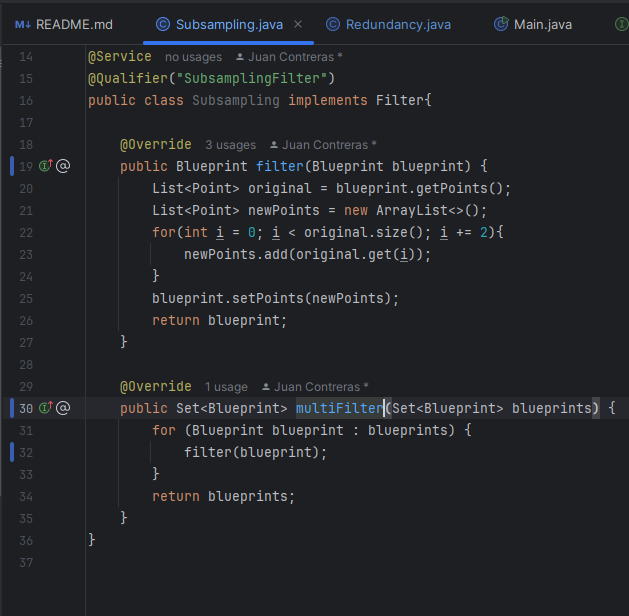 M↓ README.md Subsampling.java × Redundancy.java Main.java
14 @Service no usages Juan Contreras *
15 @Qualifier("SubsamplingFilter")
16 public class Subsampling implements Filter{
17
18 @Override 3 usages Juan Contreras *
19 public Blueprint filter(Blueprint blueprint) {
20 List<Point> original = blueprint.getPoints();
21 List<Point> newPoints = new ArrayList<>();
22 for(int i = 0; i < original.size(); i += 2){
23 newPoints.add(original.get(i));
24 }
25 blueprint.setPoints(newPoints);
26 return blueprint;
27 }
28
29 @Override 1 usage Juan Contreras *
30 public Set<Blueprint> multiFilter(Set<Blueprint> blueprints) {
31 for (Blueprint blueprint : blueprints) {
32 filter(blueprint);
33 }
34 return blueprints;
35 }
36 }
37